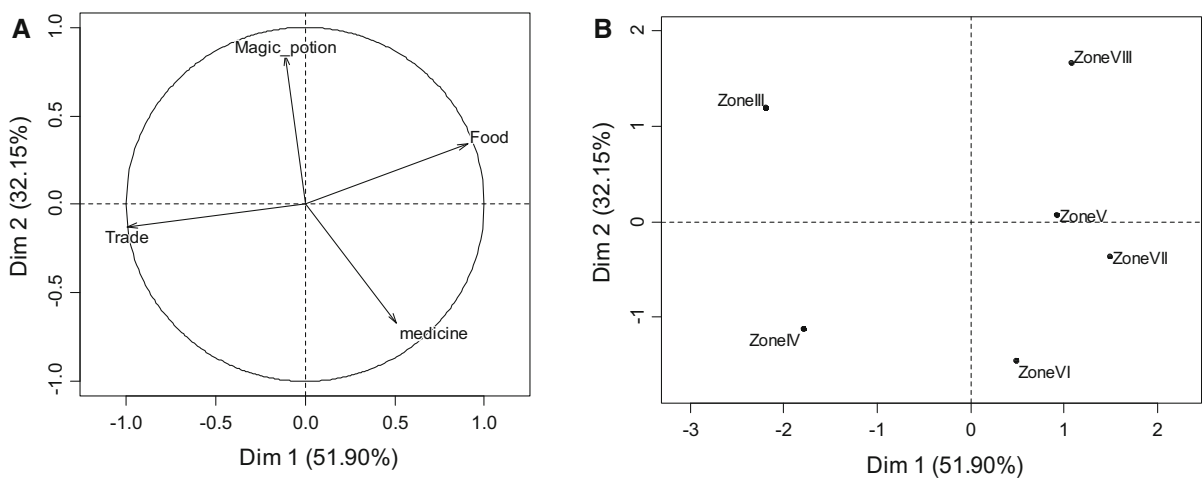 A
Dim 2 (32.15%)
1.0
0.5
0.0
-0.5
-1.0
Magic_potion
Food
Trade
medicine
-1.0 -0.5 0.0 0.5 1.0
Dim 1 (51.90%)
B
Dim 2 (32.15%)
2
1
0
-1
ZoneVIII
ZoneIII
ZoneV
ZoneVII
ZoneIV
ZoneVI
-3 -2 -1 0 1 2
Dim 1 (51.90%)